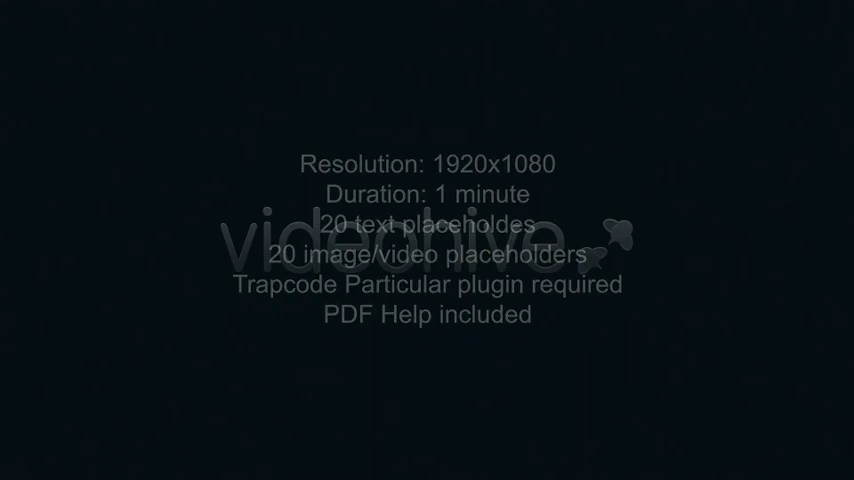 Resolution: 1920x1080
Duration: 1 minute
20 text placeholdes
videohive
20 image/video placeholders
Trapcode Particular plugin required
PDF Help included